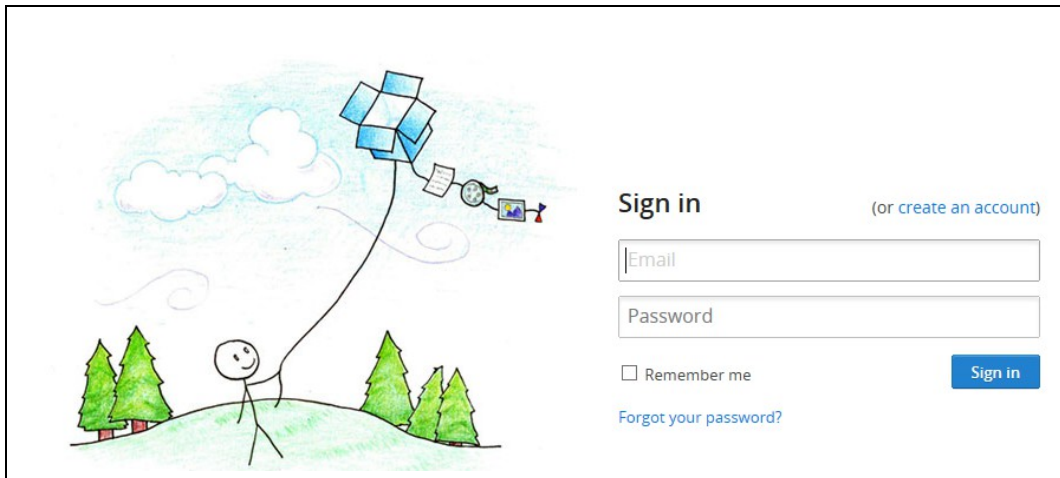 Sign in
(or create an account)
Email
Password
Remember me
Sign in
Forgot your password?